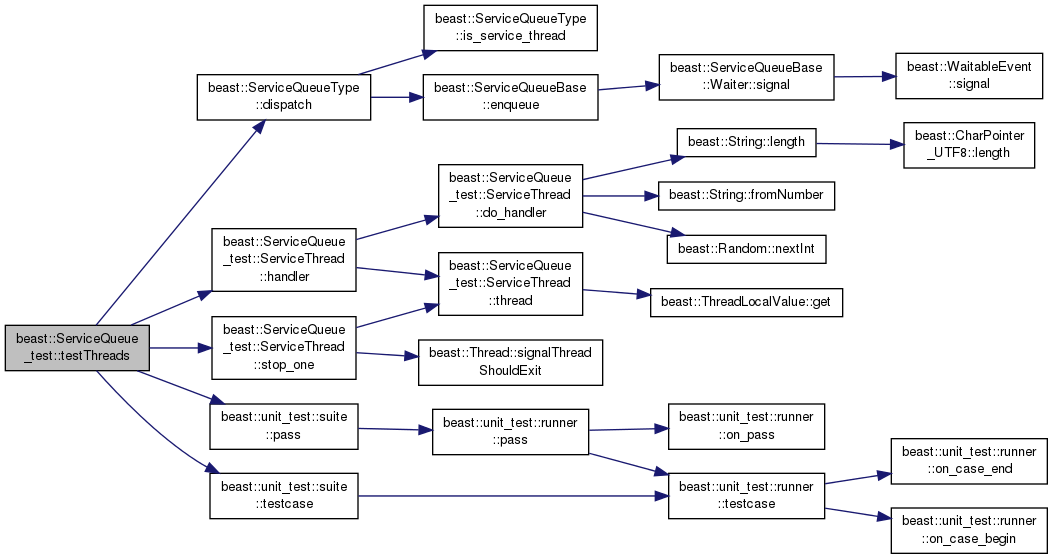 beast::ServiceQueueType
::is_service_thread
beast::ServiceQueueType
::dispatch
beast::ServiceQueueBase
::enqueue
beast::ServiceQueueBase
::Waiter::signal
beast::WaitableEvent
::signal
beast::String::length
beast::CharPointer
_UTF8::length
beast::ServiceQueue
_test::ServiceThread
::do_handler
beast::String::fromNumber
beast::Random::nextInt
beast::ServiceQueue
_test::ServiceThread
::handler
beast::ServiceQueue
_test::ServiceThread
::thread
beast::ThreadLocalValue::get
beast::ServiceQueue
_test::testThreads
beast::ServiceQueue
_test::ServiceThread
::stop_one
beast::Thread::signalThread
ShouldExit
beast::unit_test::suite
::pass
beast::unit_test::runner
::pass
beast::unit_test::runner
::on_pass
beast::unit_test::suite
::testcase
beast::unit_test::runner
::testcase
beast::unit_test::runner
::on_case_end
beast::unit_test::runner
::on_case_begin